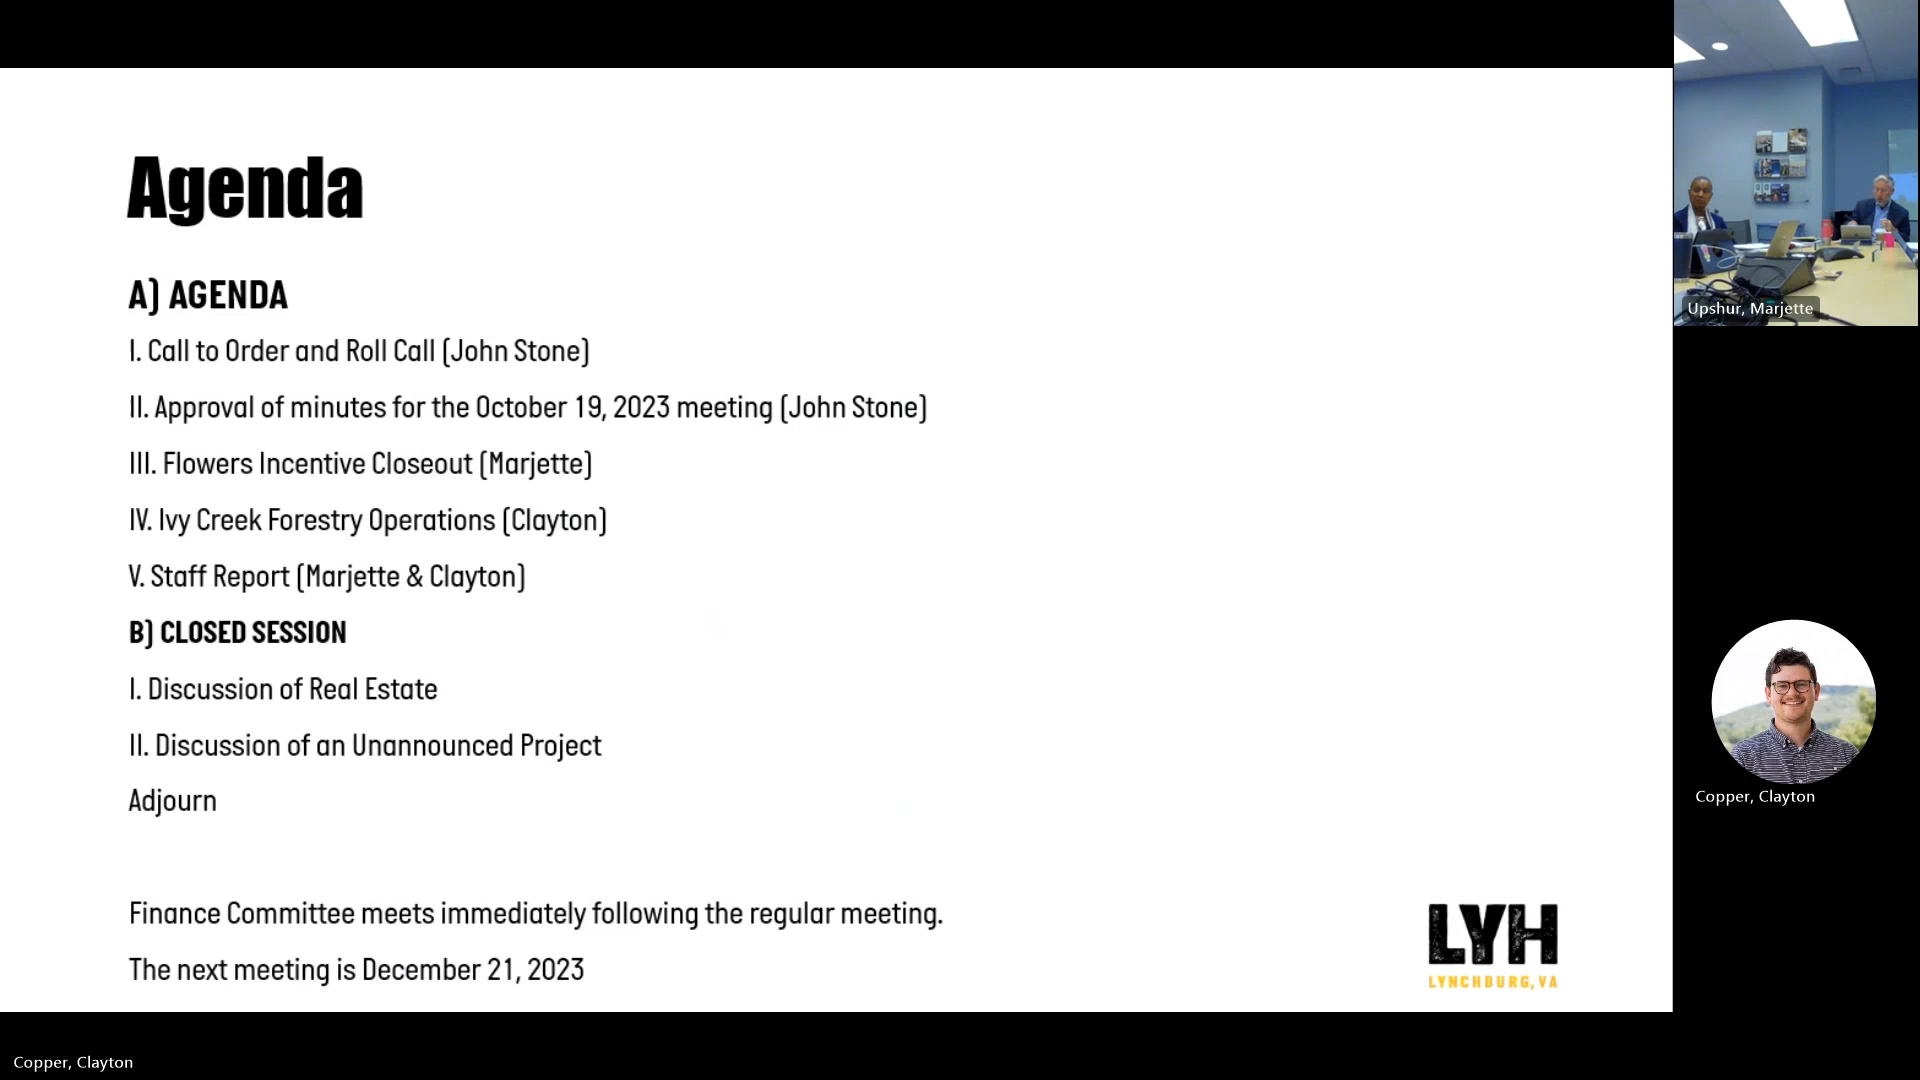 Agenda
A) AGENDA
I. Call to Order and Roll Call (John Stone)
II. Approval of minutes for the October 19, 2023 meeting (John Stone)
III. Flowers Incentive Closeout (Marjette)
IV. Ivy Creek Forestry Operations (Clayton)
V. Staff Report (Marjette & Clayton)
B) CLOSED SESSION
I. Discussion of Real Estate
II. Discussion of an Unannounced Project
Adjourn
Finance Committee meets immediately following the regular meeting.
The next meeting is December 21, 2023
LYH
LYNCHBURG, VA
Upshur, Marjette
Copper, Clayton
Copper, Clayton